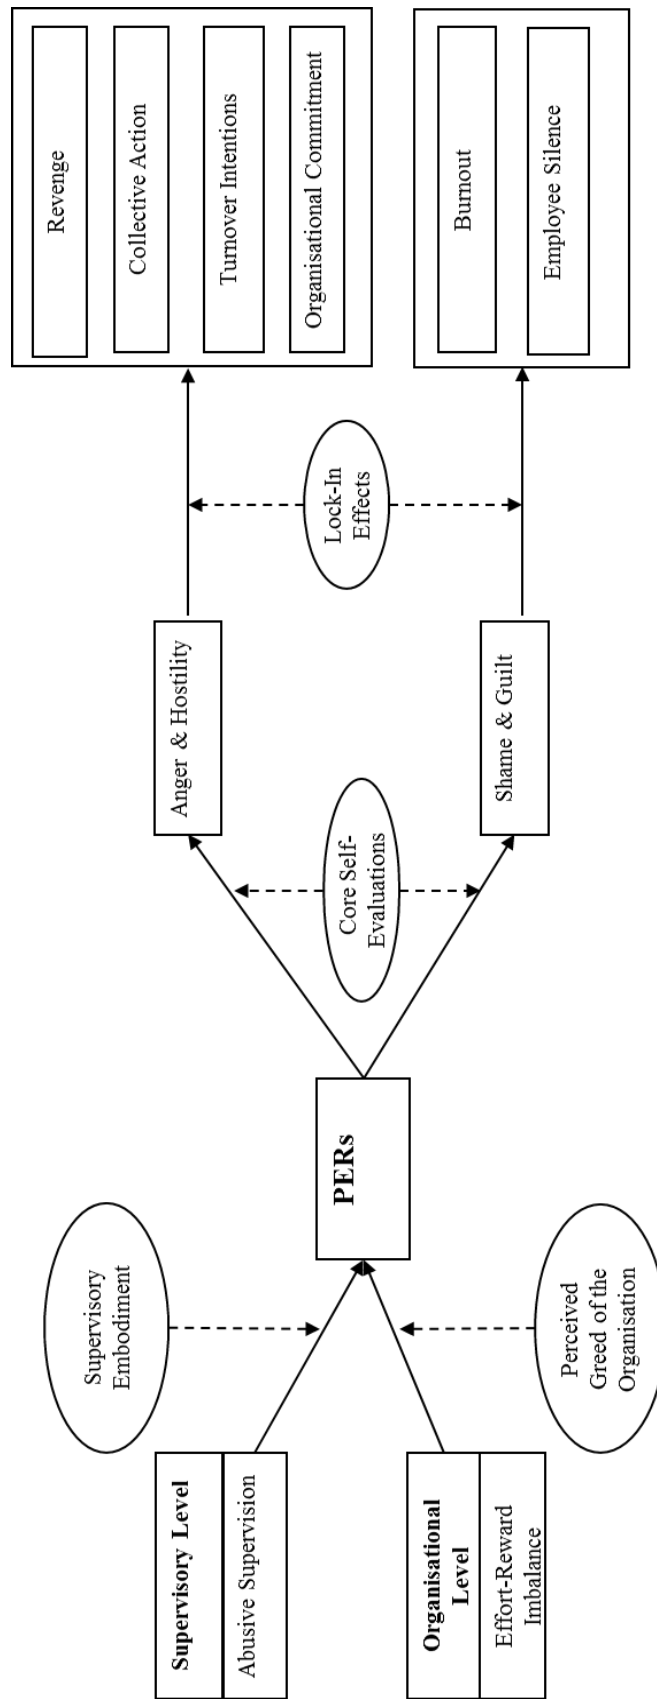 Supervisory Level
Abusive Supervision
Organisational
Level
Effort-Reward
Imbalance
Supervisory
Embodiment
Perceived
Greed of the
Organisation
PERs
Core Self-
Evaluations
Anger & Hostility
Shame & Guilt
Lock-In
Effects
Revenge
Collective Action
Turnover Intentions
Organisational Commitment
Burnout
Employee Silence